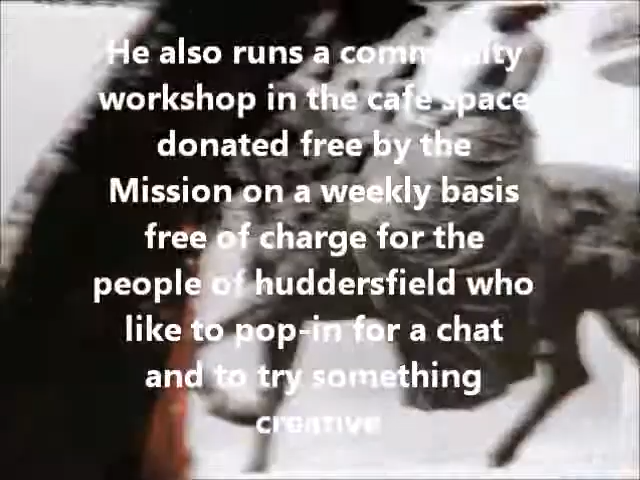 He also runs a community
workshop in the cafe space
donated free by the
Mission on a weekly basis
free of charge for the
people of huddersfield who
like to pop-in for a chat
and to try something
creative